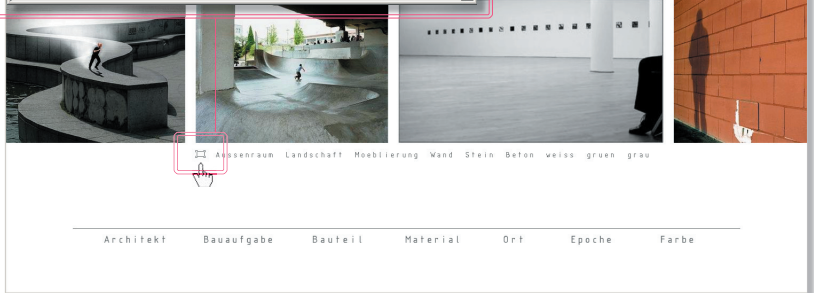 Aussenraum Landschaft Moeblierung Wand Stein Beton weiss gruen grau
Architekt Bauaufgabe Bauteil Material Ort Epoche Farbe